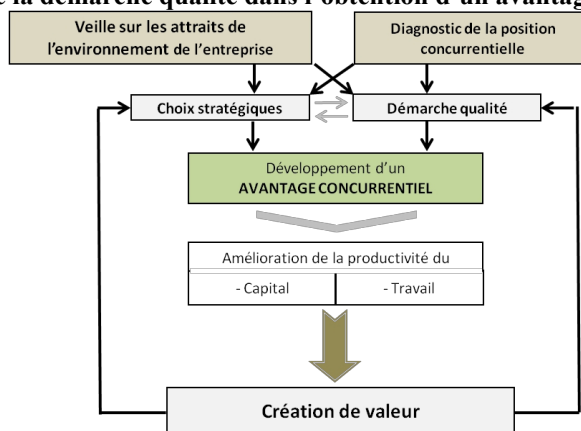 la démarche qualité dans l'obtention d'un avantag
Veille sur les attraits de
l'environnement de l'entreprise
Diagnostic de la position
concurrentielle
Choix stratégiques
Démarche qualité
Développement d'un
AVANTAGE CONCURRENTIEL
Amélioration de la productivité du
- Capital
- Travail
Création de valeur